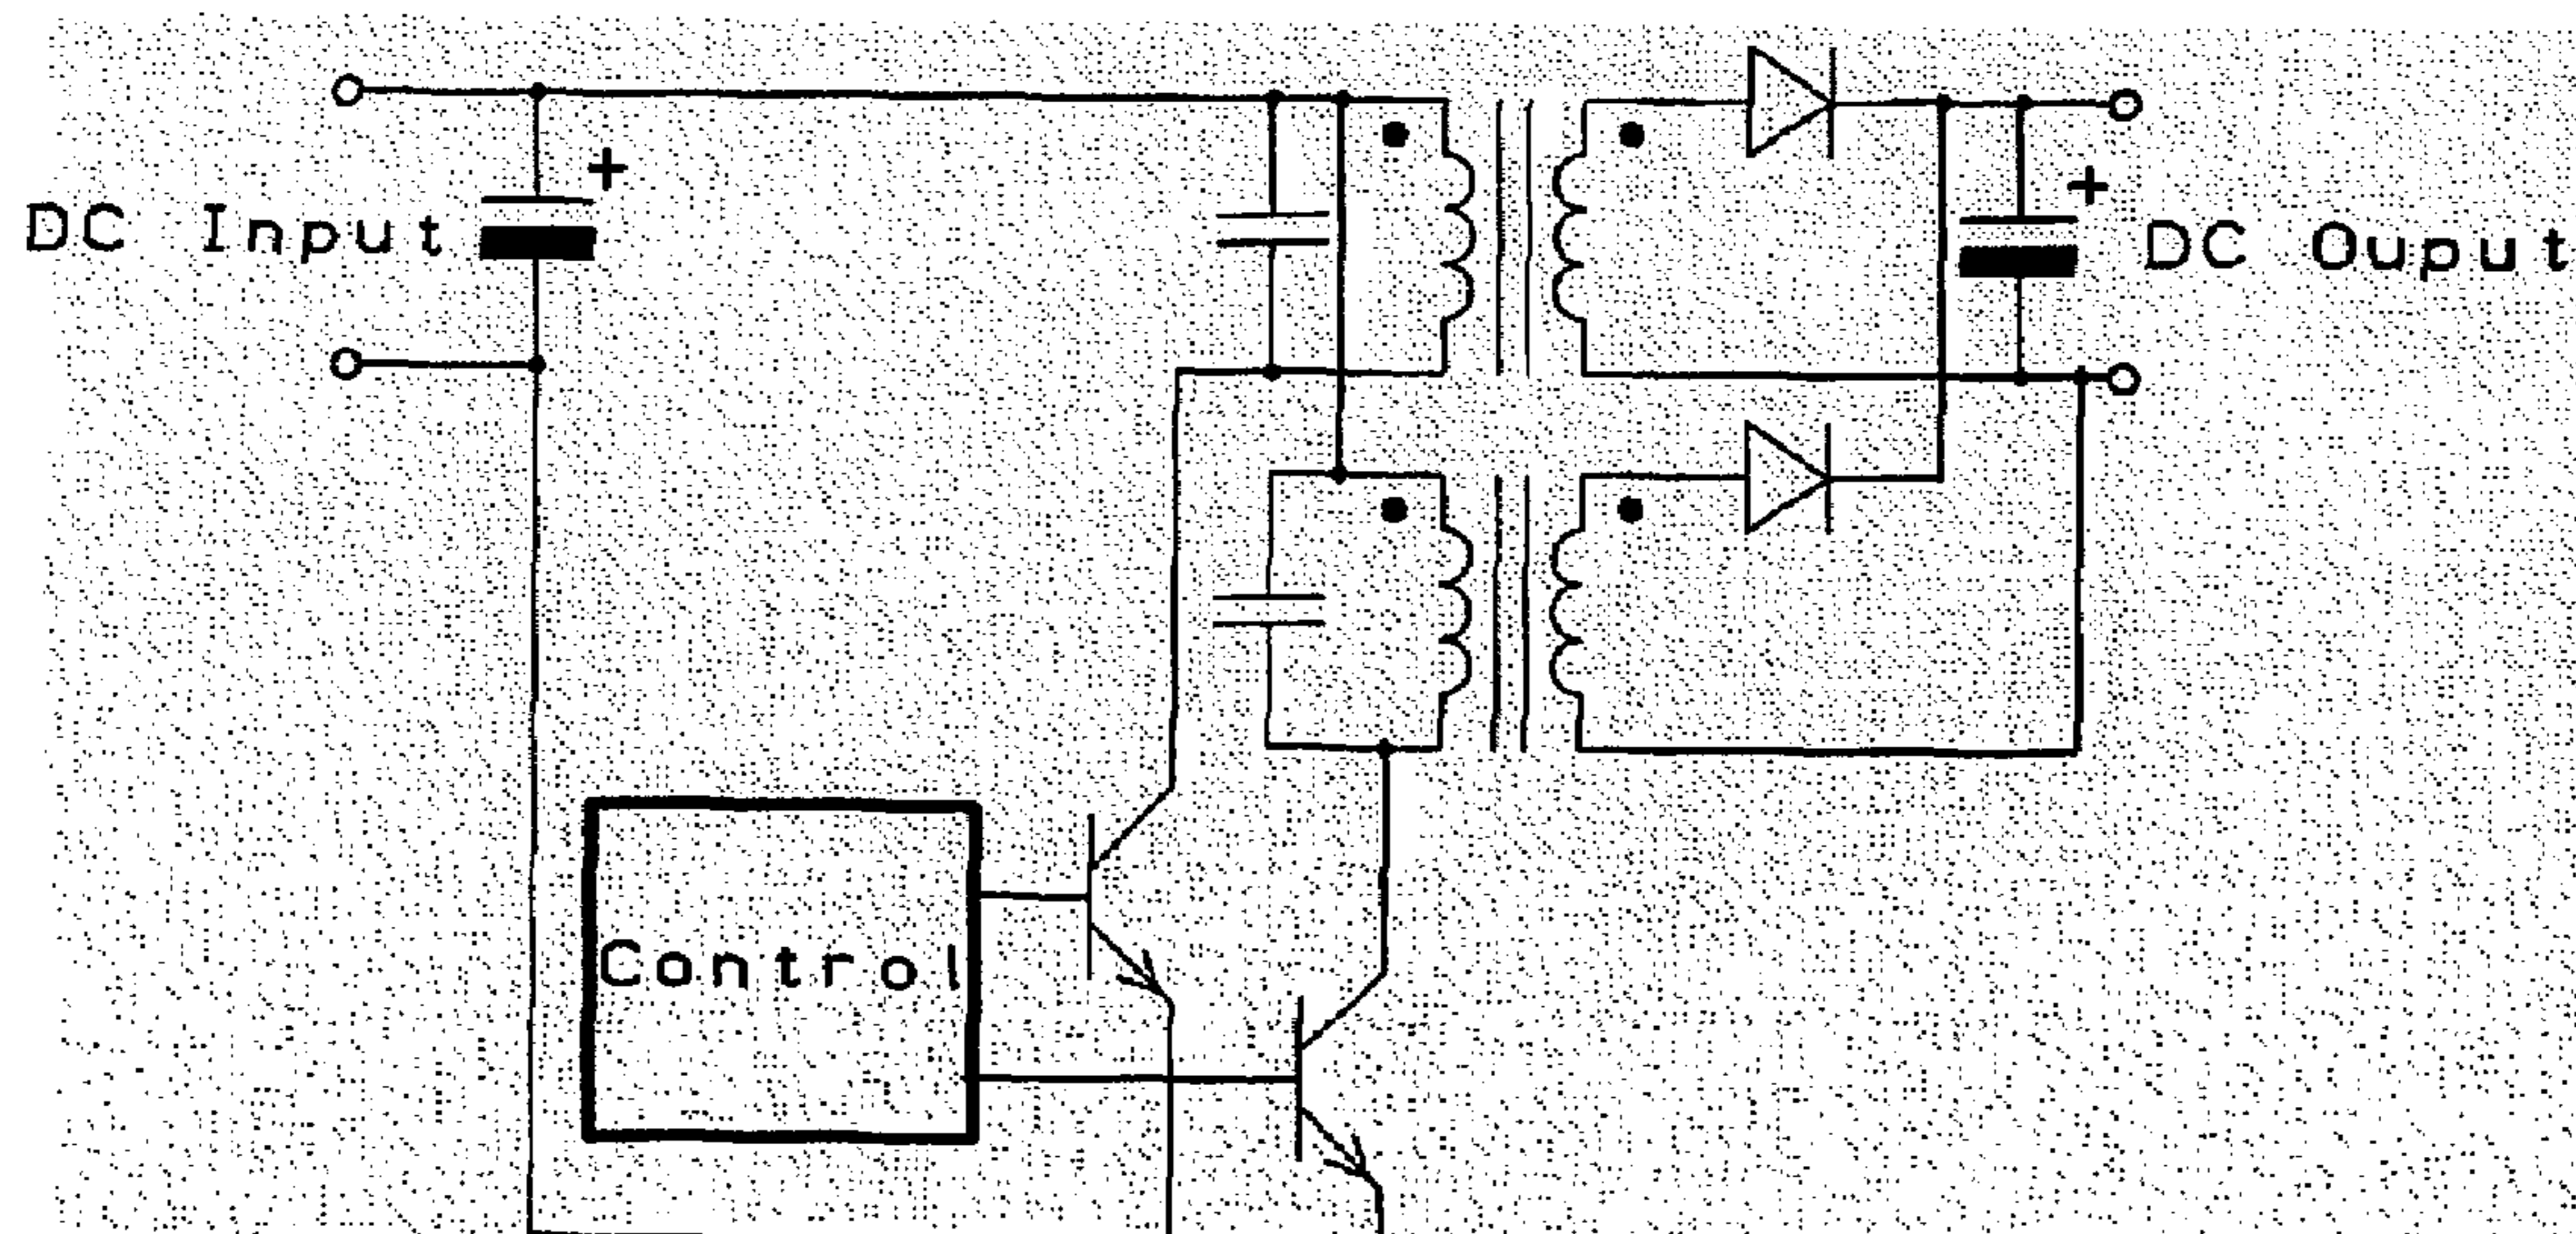 +
+
DC Input
DC Ouput
Control